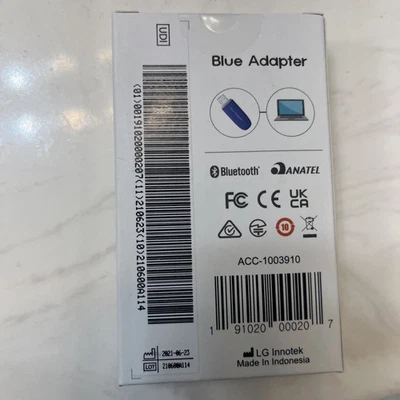 UDI
(01)00191020000207(11)210623(10)210600A114
2021-06-23
LOT 210600A114
Blue Adapter
Bluetooth® ANATEL
FC CE UK
CA
10
ACC-1003910
1 91020 00020 7
LG Innotek
Made in Indonesia